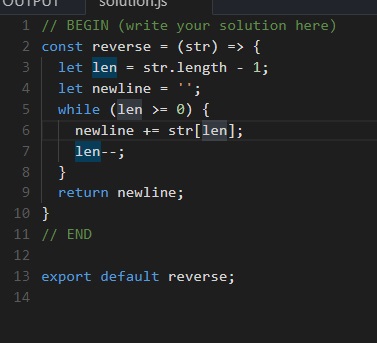 OUTPUT solution.js
1 // BEGIN (write your solution here)
2 const reverse = (str) => {
3   let len = str.length - 1;
4   let newline = '';
5   while (len >= 0) {
6     newline += str[len];
7     len--;
8   }
9   return newline;
10 }
11 // END
12
13 export default reverse;
14